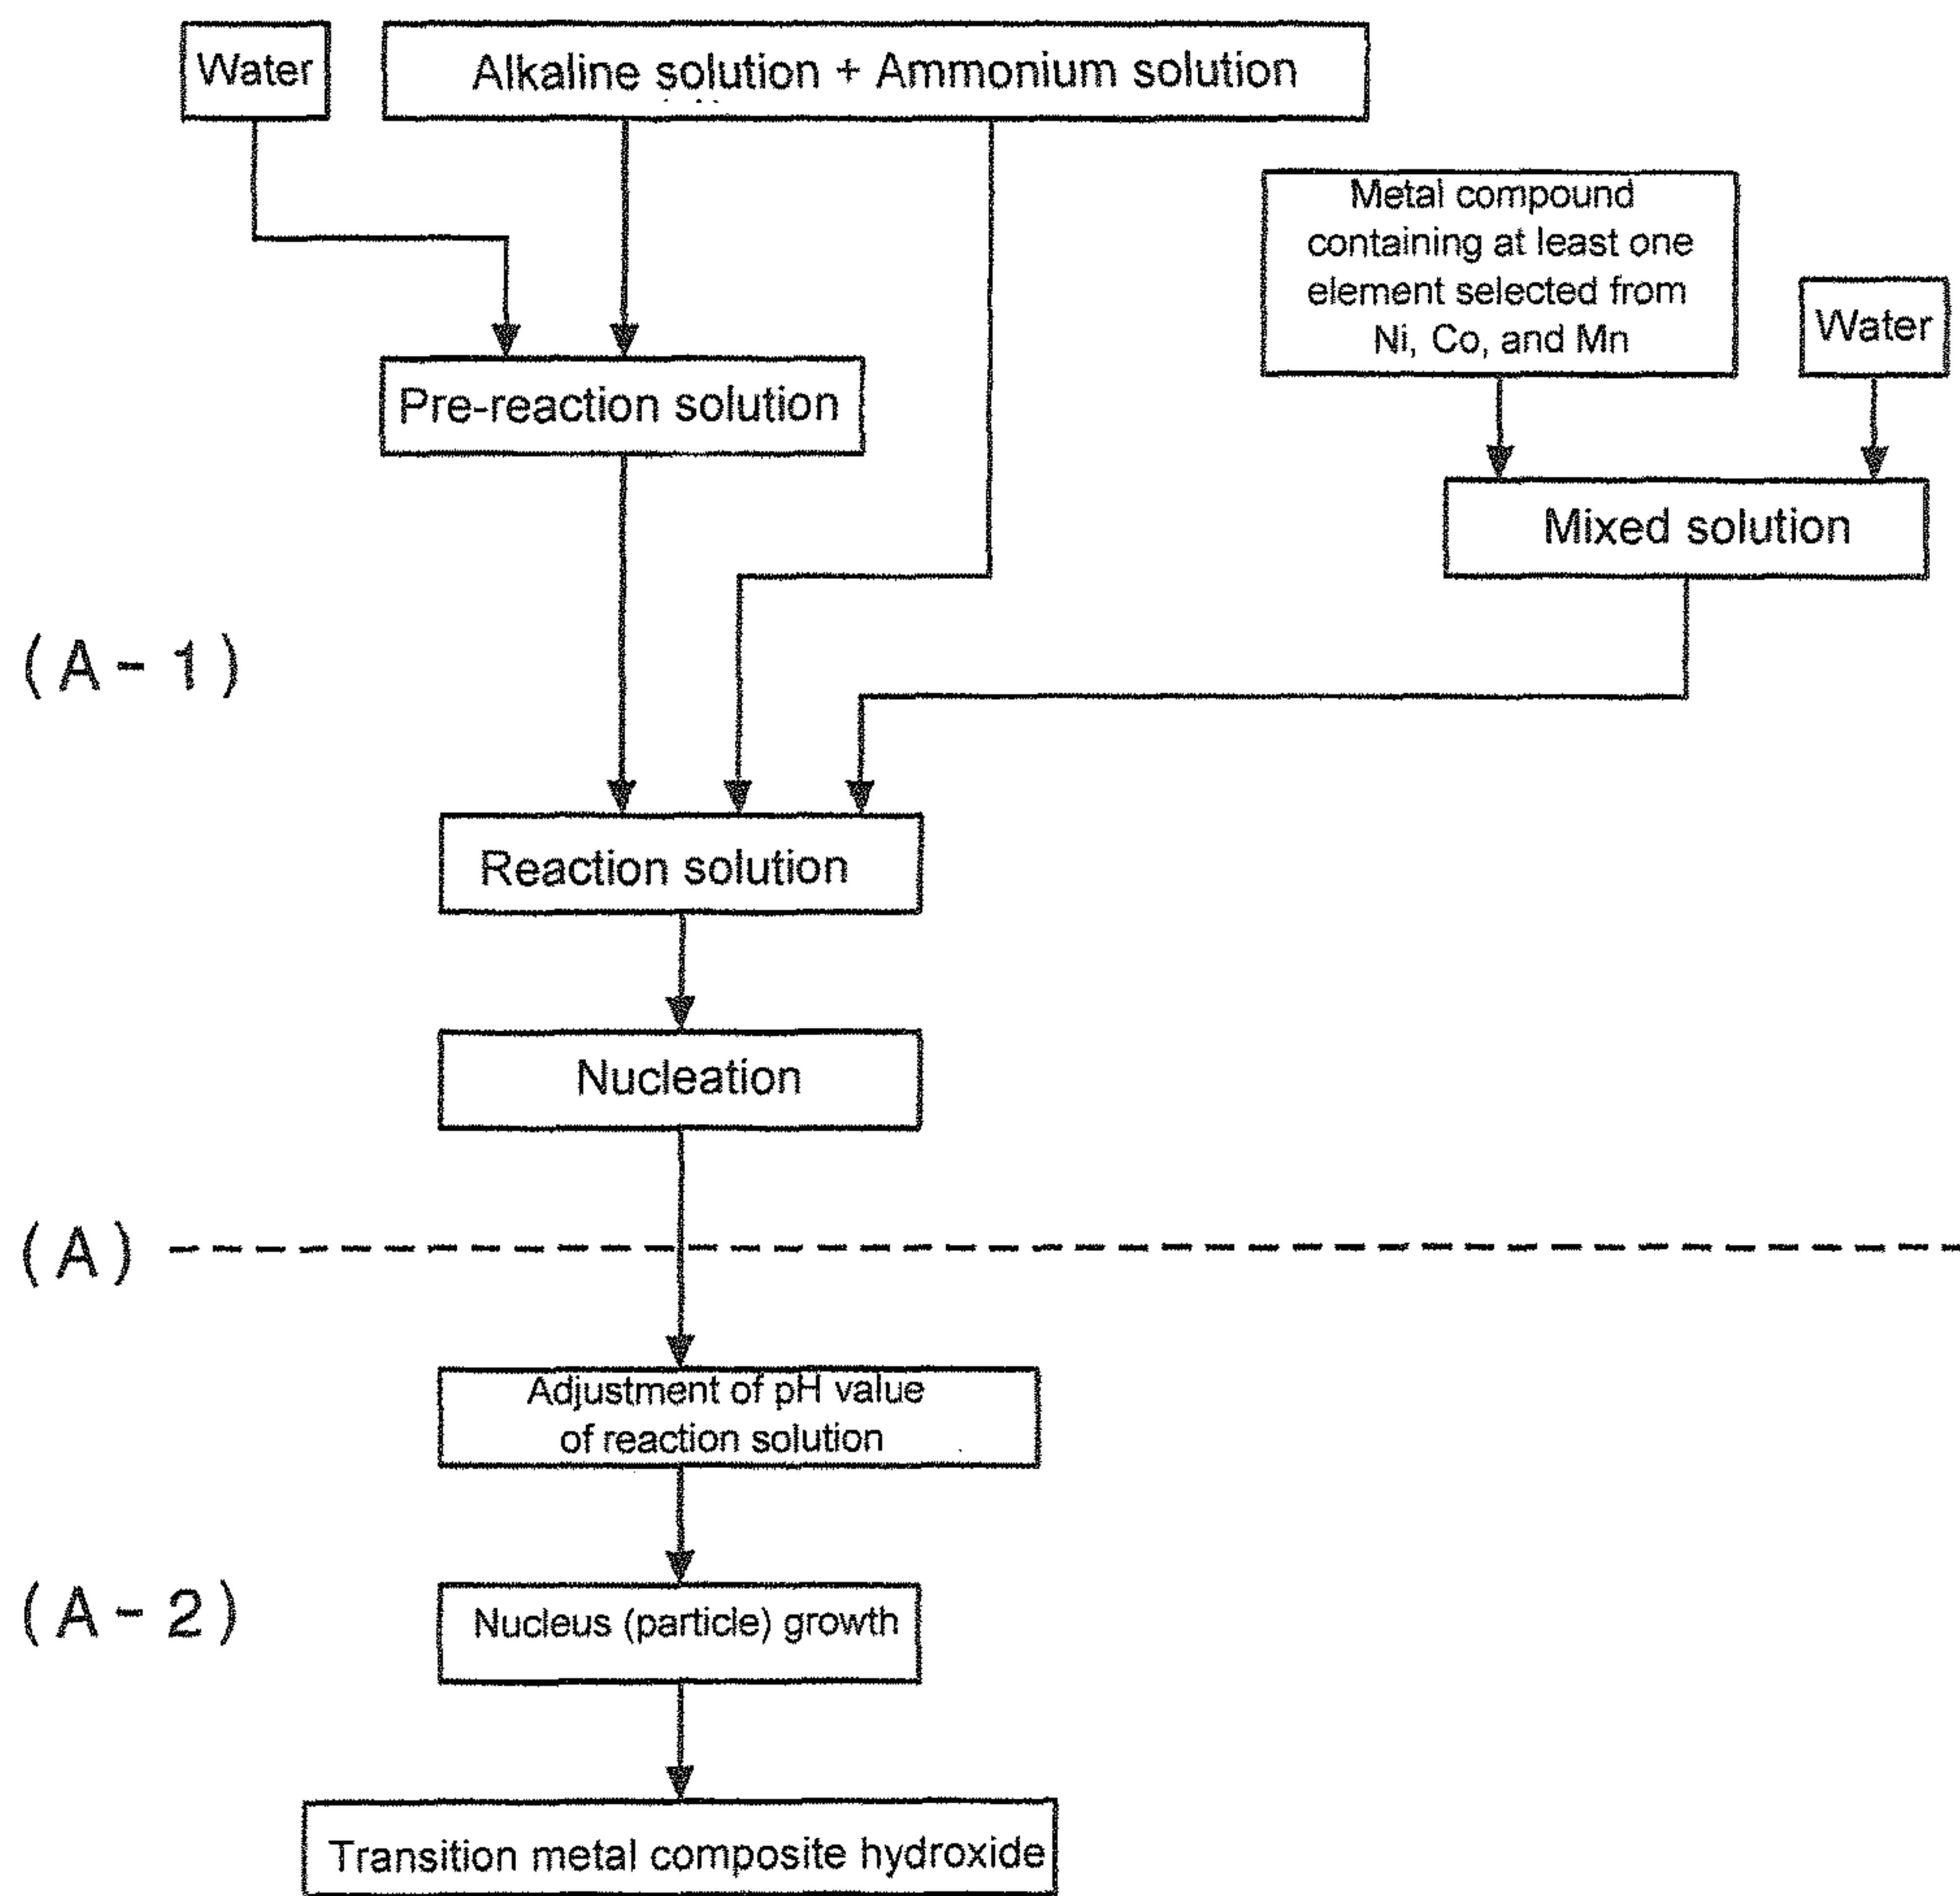 Water
Alkaline solution + Ammonium solution
Metal compound
containing at least one
element selected from
Ni, Co, and Mn
Water
Pre-reaction solution
Mixed solution
(A-1)
Reaction solution
Nucleation
(A)
Adjustment of pH value
of reaction solution
(A-2)
Nucleus (particle) growth
Transition metal composite hydroxide